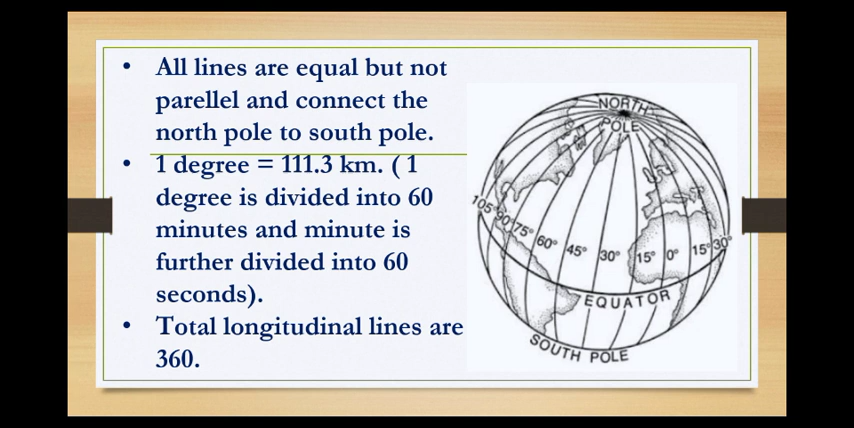 • All lines are equal but not
parellel and connect the
north pole to south pole.
• 1 degree = 111.3 km. ( 1
degree is divided into 60
minutes and minute is
further divided into 60
seconds).
• Total longitudinal lines are
360.
NORTH
POLE
105° 90° 75° 60° 45° 30° 15° 0° 15° 30°
EQUATOR
SOUTH POLE